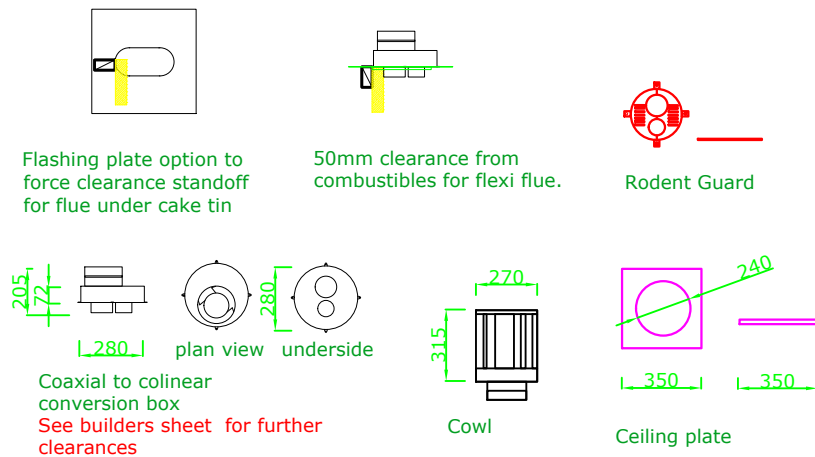 Flashing plate option to
force clearance standoff
for flue under cake tin
50mm clearance from
combustibles for flexi flue.
Rodent Guard
205
72
280
plan view
280
underside
Coaxial to colinear
conversion box
See builders sheet for further
clearances
270
315
Cowl
240
350
350
Ceiling plate